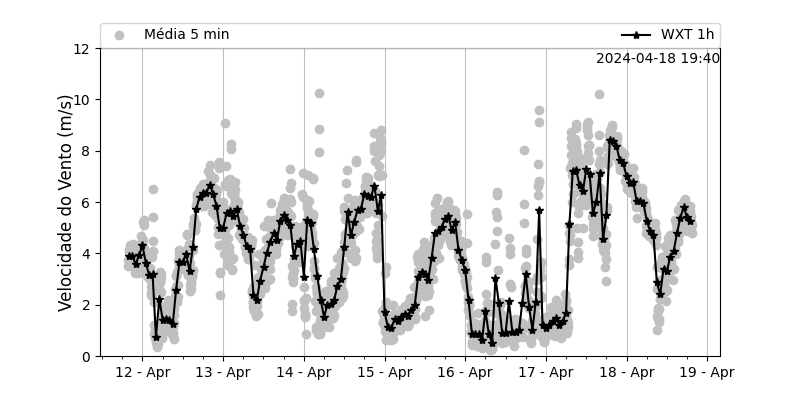 Média 5 min
WXT 1h
2024-04-18 19:40
Velocidade do Vento (m/s)
12
10
8
6
4
2
0
12 - Apr
13 - Apr
14 - Apr
15 - Apr
16 - Apr
17 - Apr
18 - Apr
19 - Apr